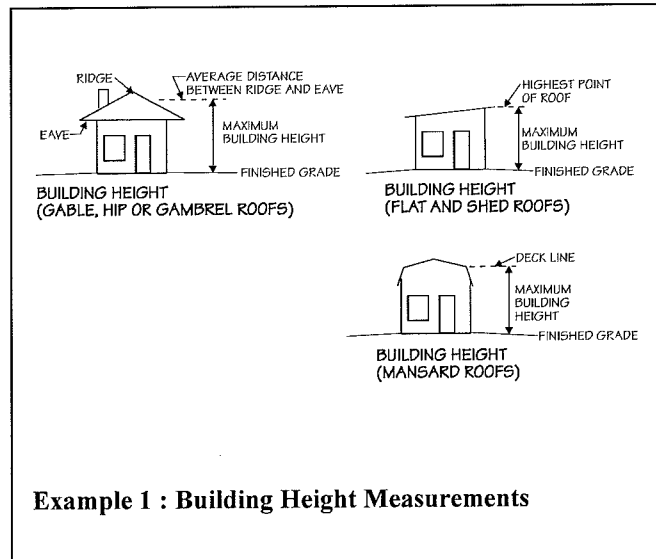 RIDGE
AVERAGE DISTANCE
BETWEEN RIDGE AND EAVE
EAVE
MAXIMUM
BUILDING HEIGHT
FINISHED GRADE
BUILDING HEIGHT
(GABLE, HIP OR GAMBREL ROOFS)
HIGHEST POINT
OF ROOF
MAXIMUM
BUILDING HEIGHT
FINISHED GRADE
BUILDING HEIGHT
(FLAT AND SHED ROOFS)
DECK LINE
MAXIMUM
BUILDING
HEIGHT
FINISHED GRADE
BUILDING HEIGHT
(MANSARD ROOFS)
Example 1 : Building Height Measurements